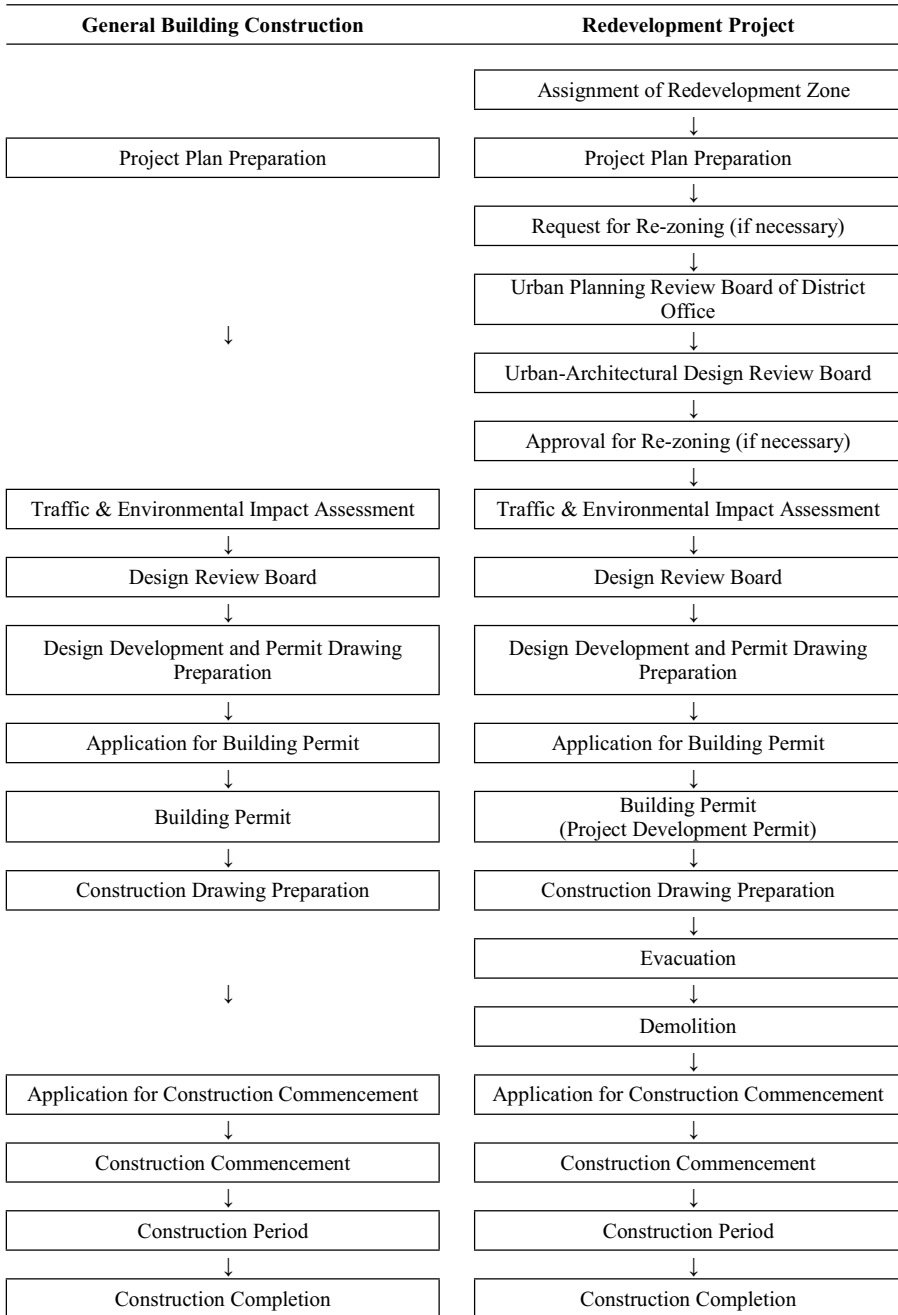 General Building Construction Redevelopment Project
Assignment of Redevelopment Zone
↓
Project Plan Preparation Project Plan Preparation
↓
Request for Re-zoning (if necessary)
↓
Urban Planning Review Board of District
Office
↓ ↓
Urban-Architectural Design Review Board
↓
Approval for Re-zoning (if necessary)
↓
Traffic & Environmental Impact Assessment Traffic & Environmental Impact Assessment
↓ ↓
Design Review Board Design Review Board
↓ ↓
Design Development and Permit Drawing Design Development and Permit Drawing
Preparation Preparation
↓ ↓
Application for Building Permit Application for Building Permit
↓ ↓
Building Permit Building Permit
(Project Development Permit)
↓ ↓
Construction Drawing Preparation Construction Drawing Preparation
↓
Evacuation
↓ ↓
Demolition
↓
Application for Construction Commencement Application for Construction Commencement
↓ ↓
Construction Commencement Construction Commencement
↓ ↓
Construction Period Construction Period
↓ ↓
Construction Completion Construction Completion